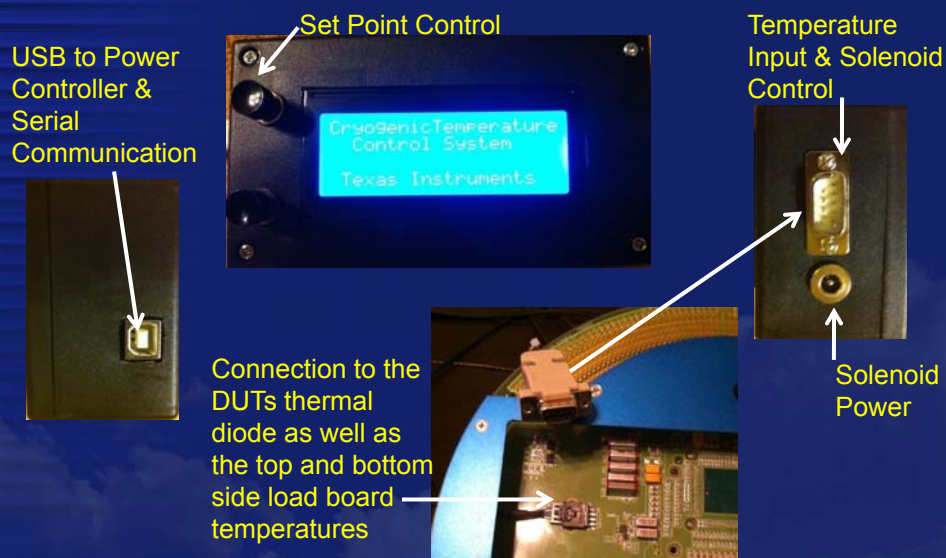 Set Point Control
USB to Power
Controller &
Serial
Communication
CryogenicTemperature
Control System
Texas Instruments
Temperature
Input & Solenoid
Control
Connection to the
DUTs thermal
diode as well as
the top and bottom
side load board
temperatures
Solenoid
Power